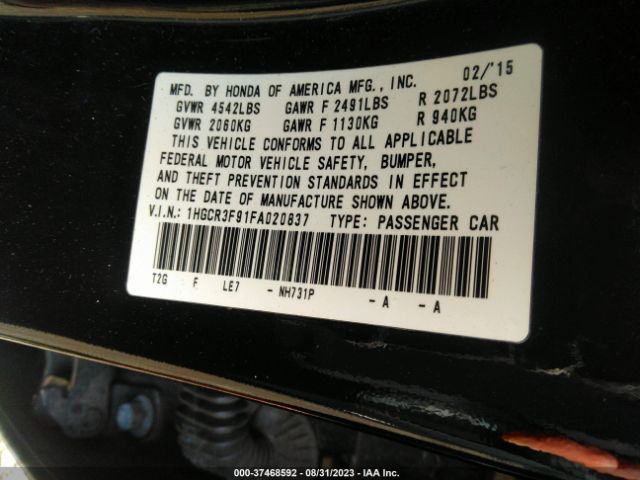 MFD. BY HONDA OF AMERICA MFG., INC. 02/'15
GVWR 4542LBS GAWR F 2491LBS R 2072LBS
GVWR 2060KG GAWR F 1130KG R 940KG
THIS VEHICLE CONFORMS TO ALL APPLICABLE
FEDERAL MOTOR VEHICLE SAFETY, BUMPER,
AND THEFT PREVENTION STANDARDS IN EFFECT
ON THE DATE OF MANUFACTURE SHOWN ABOVE.
V.I.N.: 1HGCR3F91FA020837 TYPE: PASSENGER CAR
T2G F LE7 - NH731P - A - A
000-37468592 - 08/31/2023 - IAA Inc.